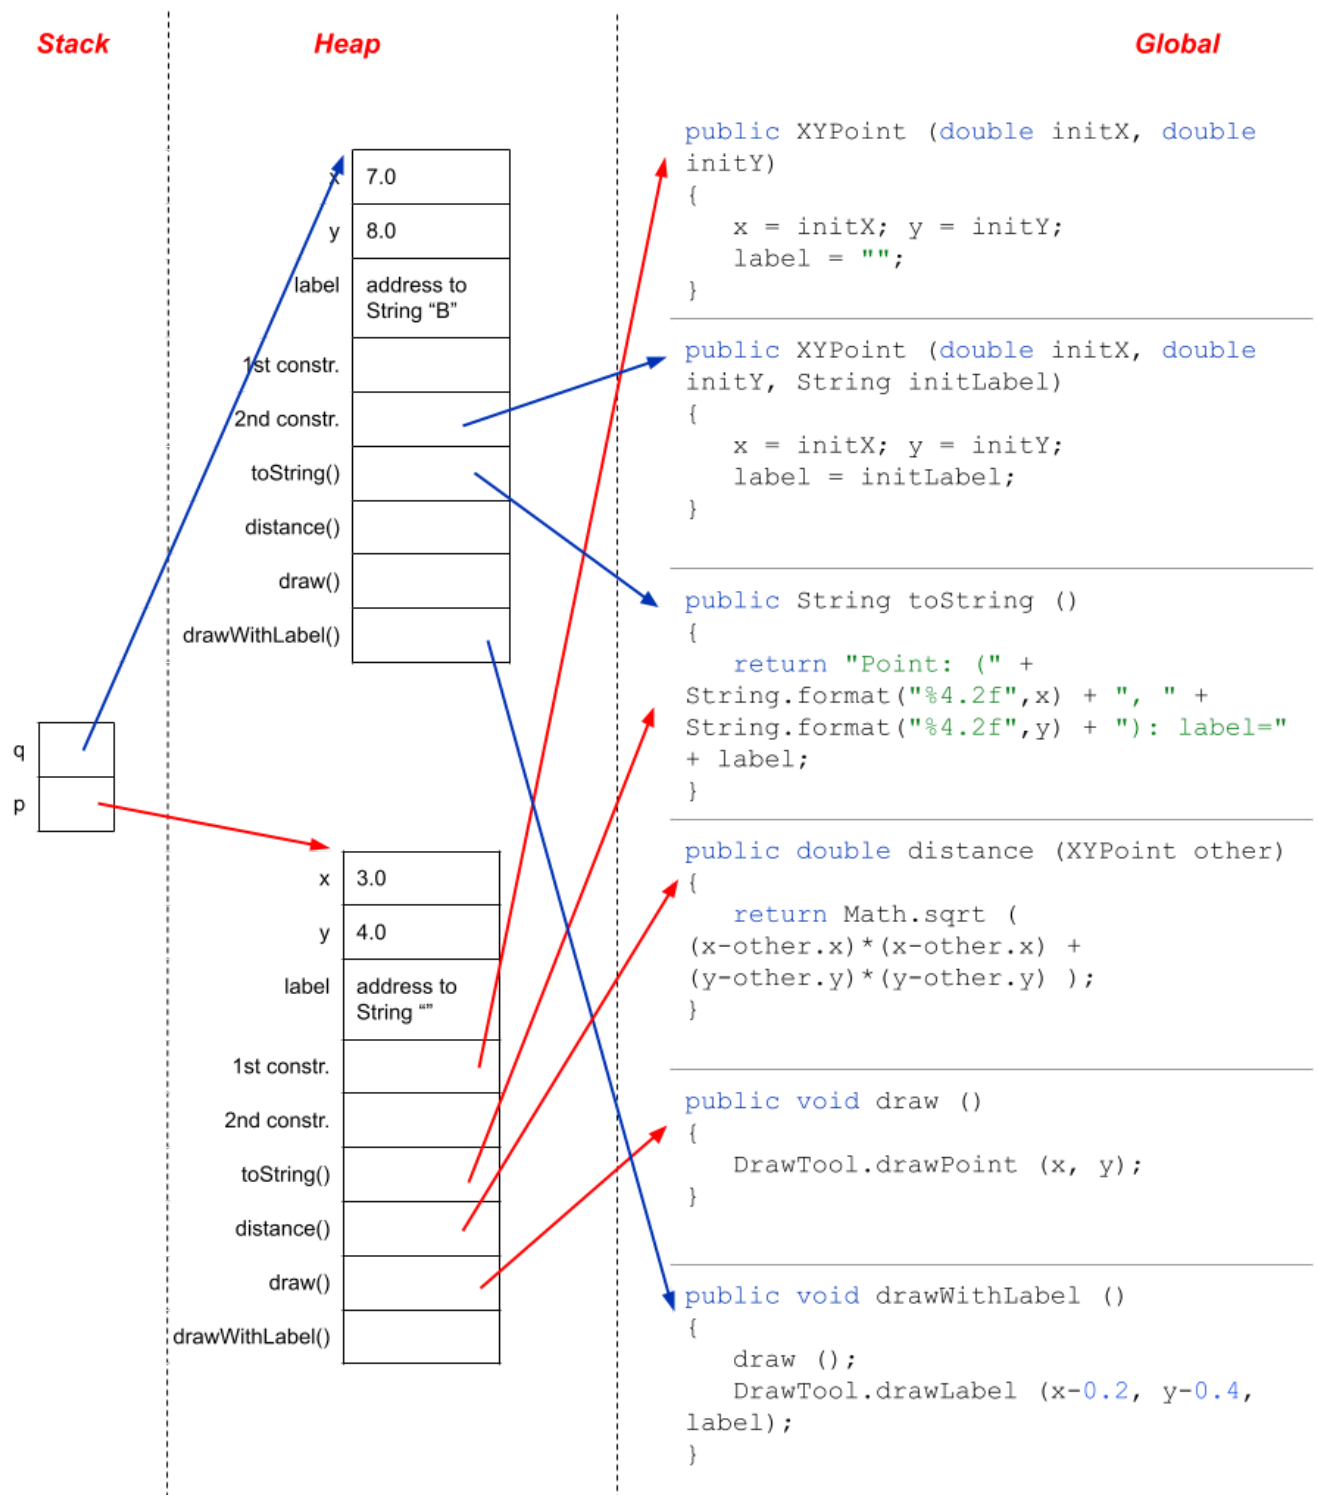 Stack
Heap
Global
x
7.0
y
8.0
label
address to
String “B”
1st constr.
2nd constr.
toString()
distance()
draw()
drawWithLabel()
q
p
x
3.0
y
4.0
label
address to
String “”
1st constr.
2nd constr.
toString()
distance()
draw()
drawWithLabel()
public XYPoint (double initX, double
initY)
{
x = initX; y = initY;
label = "";
}
public XYPoint (double initX, double
initY, String initLabel)
{
x = initX; y = initY;
label = initLabel;
}
public String toString ()
{
return "Point: (" +
String.format("%4.2f",x) + ", " +
String.format("%4.2f",y) + "): label="
+ label;
}
public double distance (XYPoint other)
{
return Math.sqrt (
(x-other.x)*(x-other.x) +
(y-other.y)*(y-other.y) );
}
public void draw ()
{
DrawTool.drawPoint (x, y);
}
public void drawWithLabel ()
{
draw ();
DrawTool.drawLabel (x-0.2, y-0.4,
label);
}